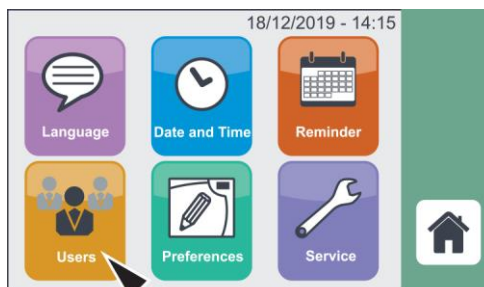 18/12/2019 - 14:15
Language
Date and Time
Reminder
Users
Preferences
Service